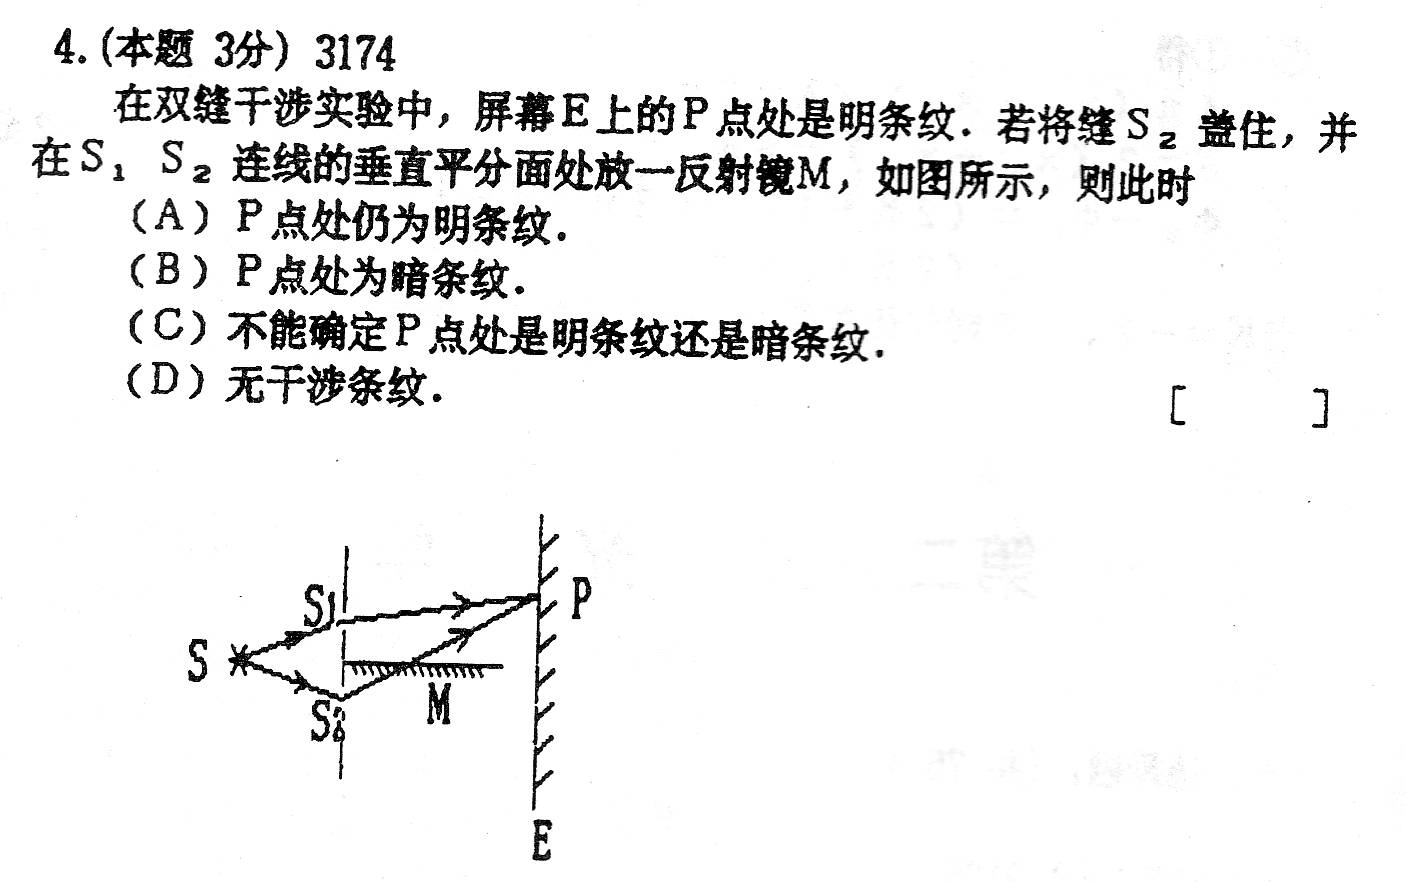 4.(本题 3分) 3174
在双缝干涉实验中，屏幕E上的P点处是明条纹．若将缝S₂ 盖住，并
在S₁ S₂ 连线的垂直平分面处放一反射镜M，如图所示，则此时
(A) P点处仍为明条纹．
(B) P点处为暗条纹．
(C) 不能确定P点处是明条纹还是暗条纹．
(D) 无干涉条纹．
[ ]
S1
P
S
M
S2
E